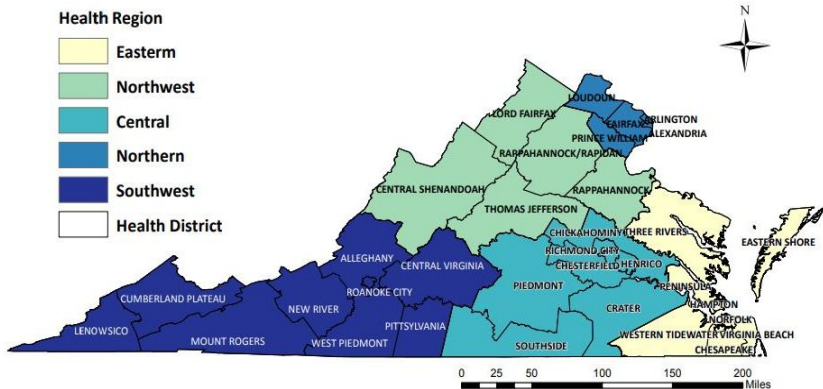 Health Region
Easterm
Northwest
Central
Northern
Southwest
Health District
N
LOUDOUN
LORD FAIRFAX
FAIRFAX
ARLINGTON
PRINCE WILLIAM
ALEXANDRIA
RAPPAHANNOCK/RAPIDAN
CENTRAL SHENANDOAH
RAPPAHANNOCK
THOMAS JEFFERSON
CHICKAHOMINY
THREE RIVERS
EASTERN SHORE
RICHMOND CITY
ALLEGHANY
CENTRAL VIRGINIA
CHESTERFIELD
HENRICO
PIEDMONT
PENINSULA
ROANOKE CITY
CUMBERLAND PLATEAU
HAMPTON
NEW RIVER
CRATER
NORFOLK
LENOWSICO
PITTSYLVANIA
WESTERN TIDEWATER
VIRGINIA BEACH
MOUNT ROGERS
WEST PIEDMONT
SOUTHSIDE
CHESAPEAKE
0 25 50 100 150 200
Miles